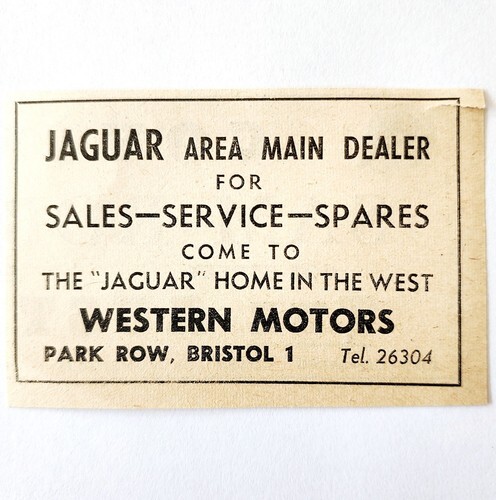 JAGUAR AREA MAIN DEALER
FOR
SALES—SERVICE—SPARES
COME TO
THE "JAGUAR" HOME IN THE WEST
WESTERN MOTORS
PARK ROW, BRISTOL 1 Tel. 26304